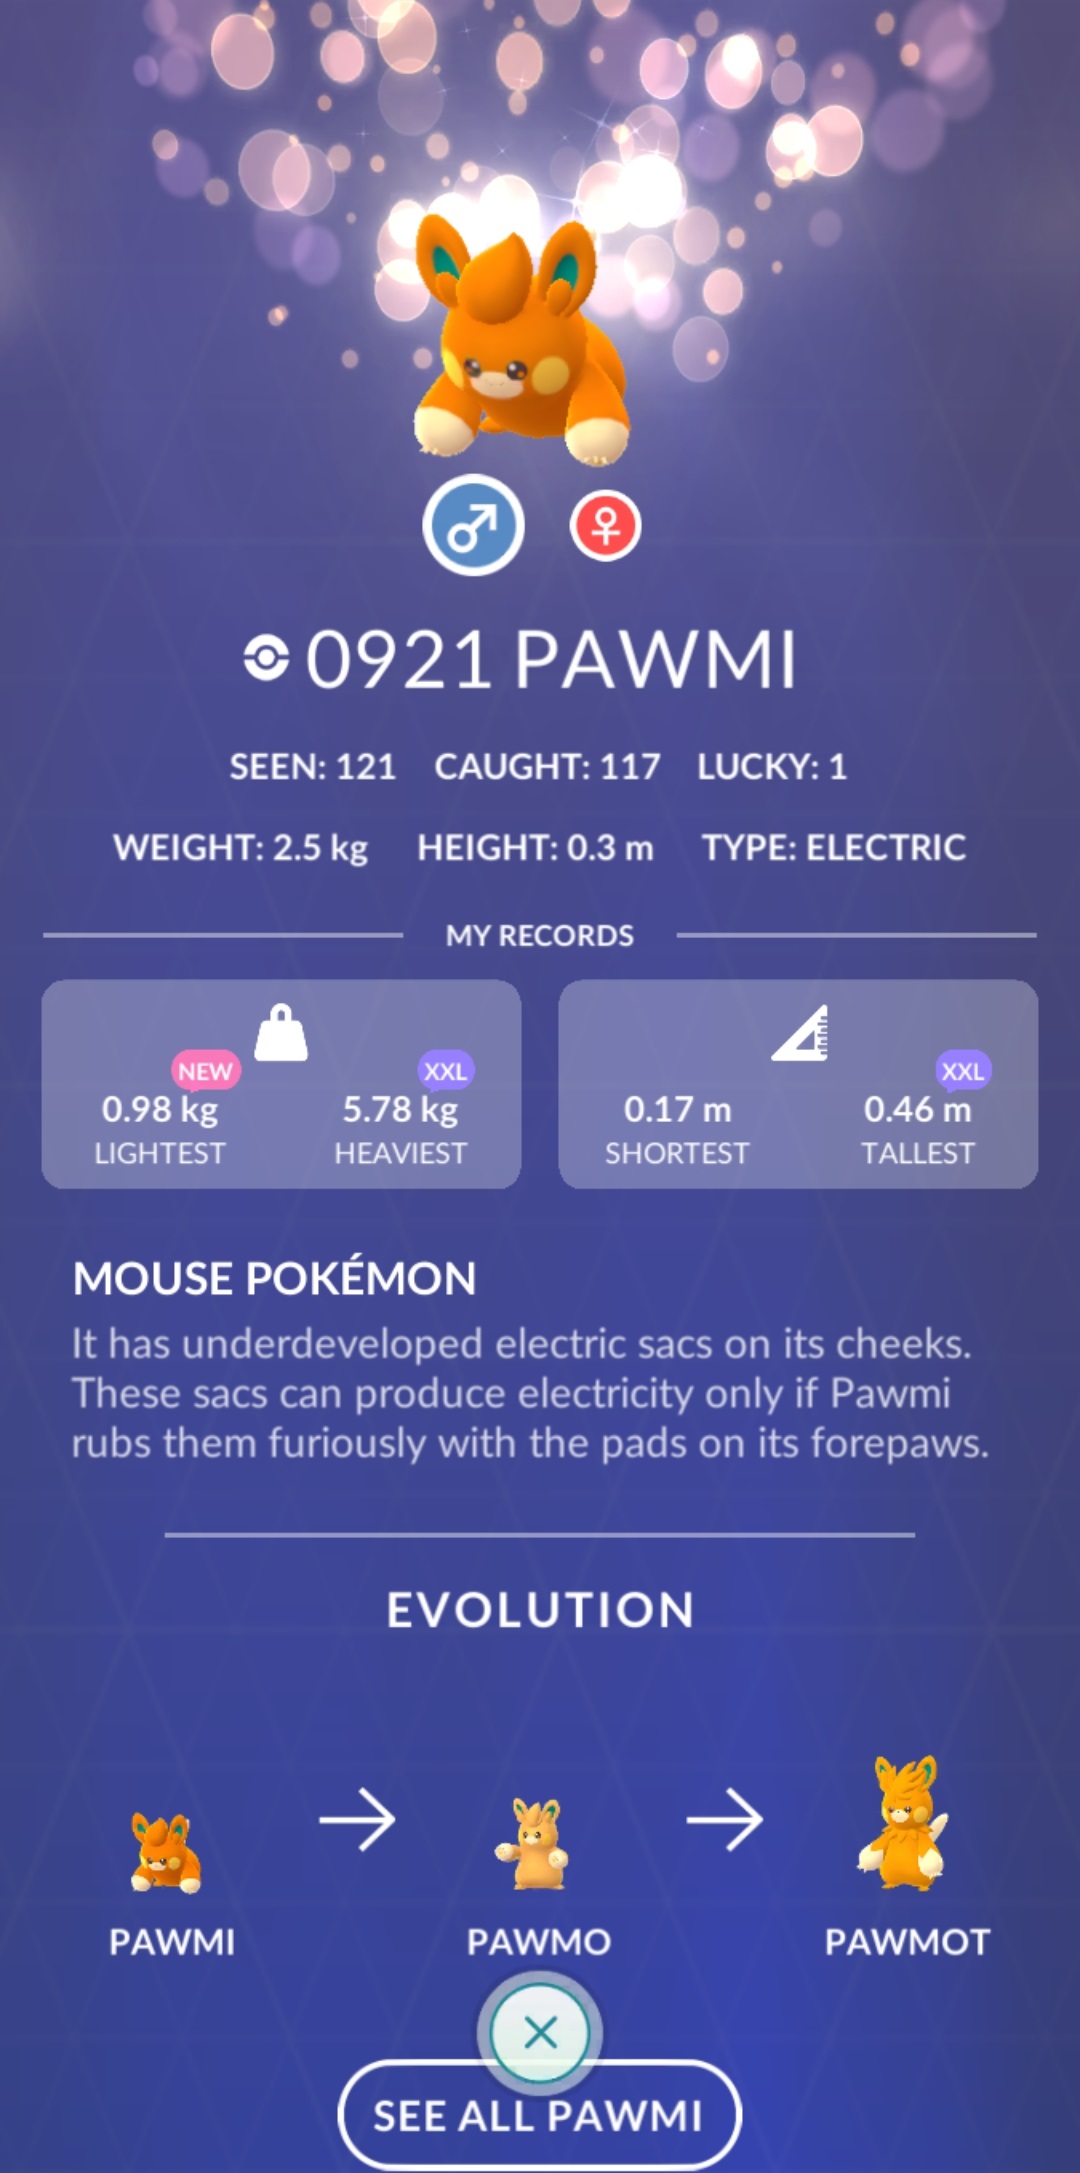 0921 PAWMI
SEEN: 121 CAUGHT: 117 LUCKY: 1
WEIGHT: 2.5 kg HEIGHT: 0.3 m TYPE: ELECTRIC
MY RECORDS
NEW XXL XXL
0.98 kg 5.78 kg 0.17 m 0.46 m
LIGHTEST HEAVIEST SHORTEST TALLEST
MOUSE POKÉMON
It has underdeveloped electric sacs on its cheeks.
These sacs can produce electricity only if Pawmi
rubs them furiously with the pads on its forepaws.
EVOLUTION
PAWMI PAWMO PAWMOT
SEE ALL PAWMI